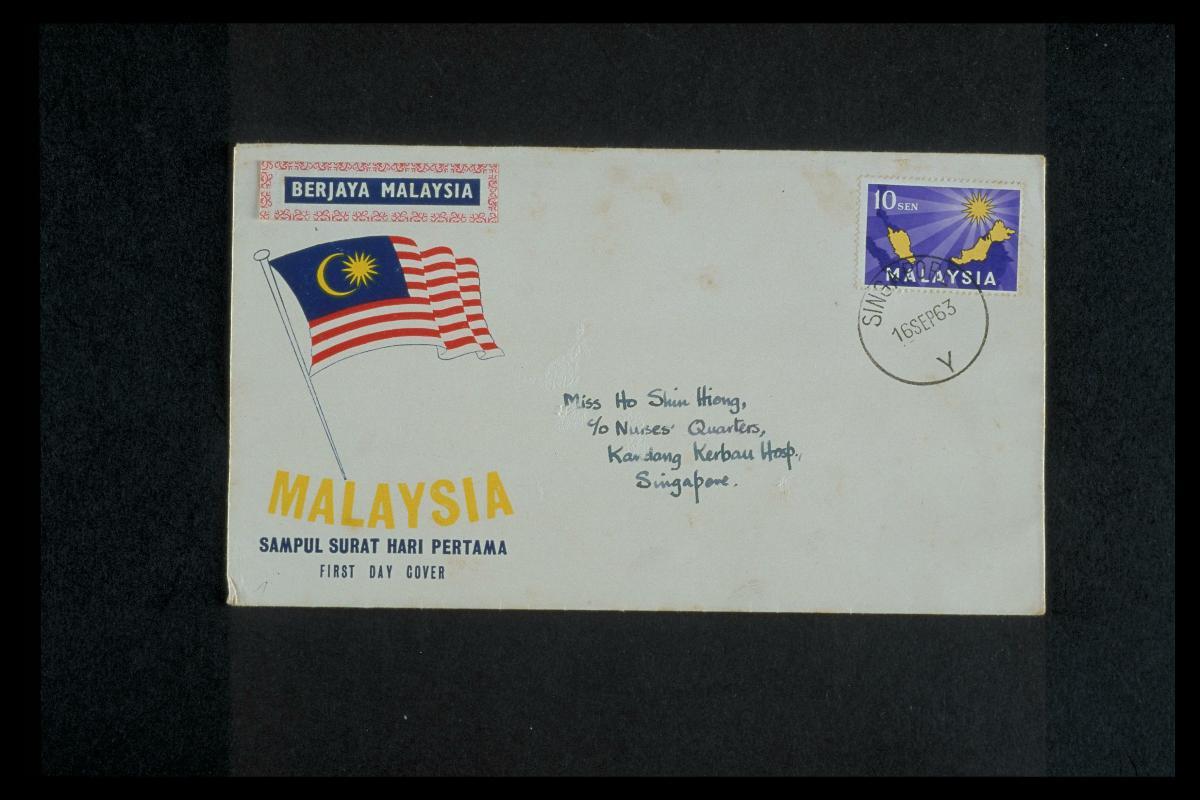 BERJAYA MALAYSIA
10 SEN
MALAYSIA
SINGAPORE
16SEP63
Y
Miss Ho Shin Hiong,
c/o Nurses' Quarters,
Kandang Kerbau Hosp.,
Singapore.
MALAYSIA
SAMPUL SURAT HARI PERTAMA
FIRST DAY COVER